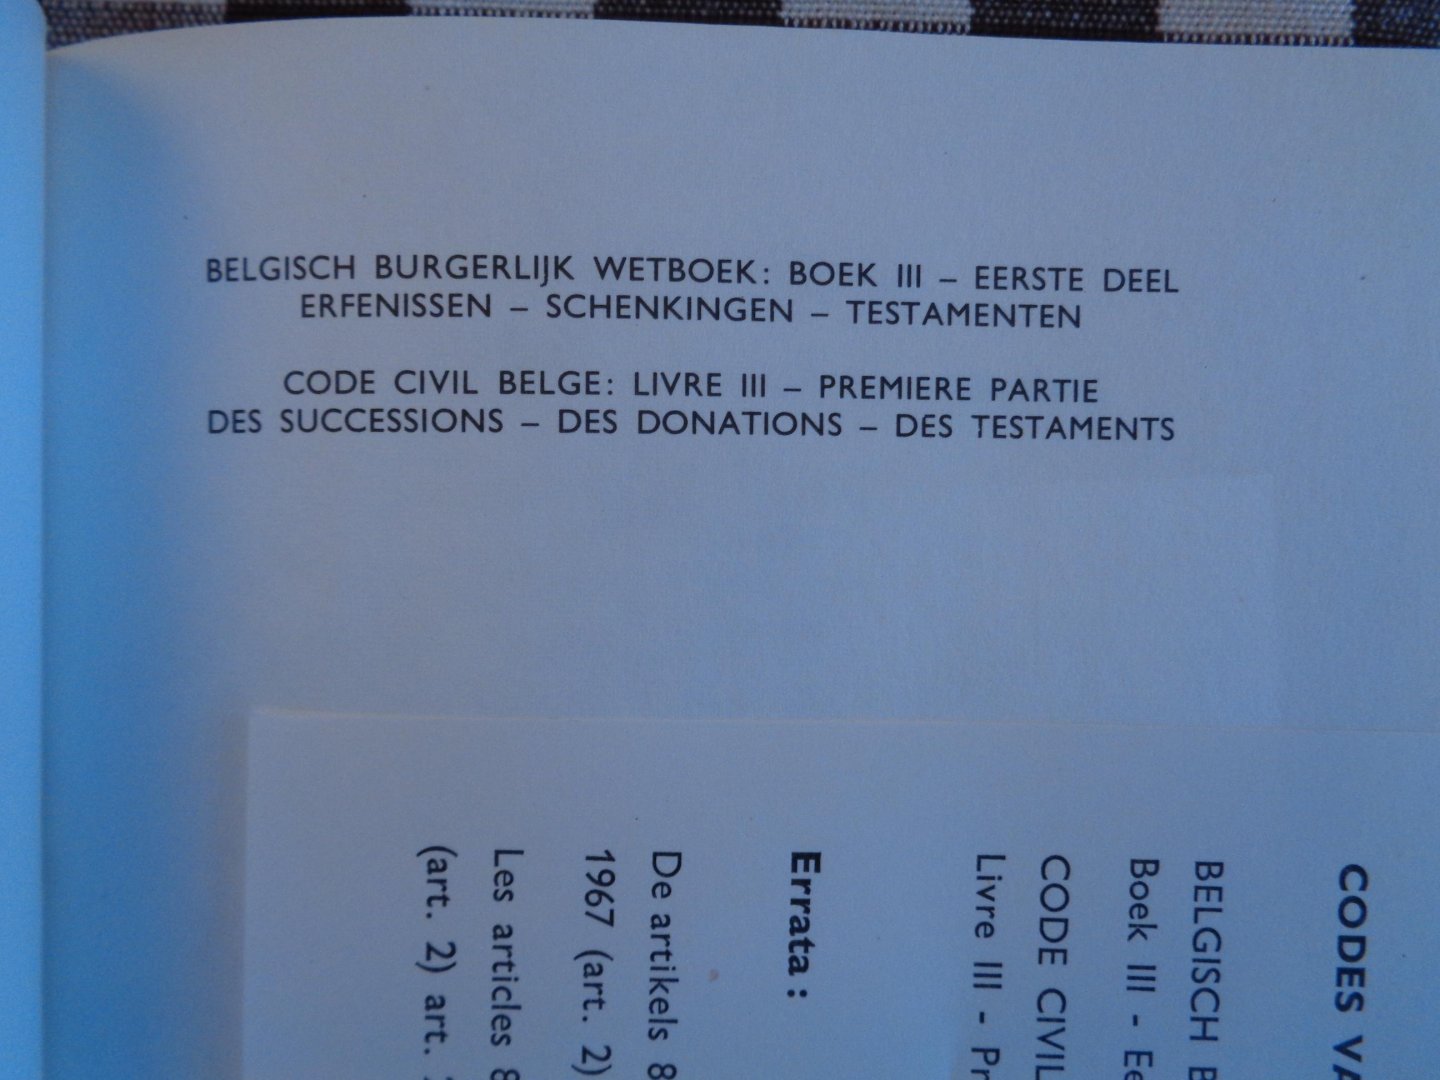 BELGISCH BURGERLIJK WETBOEK: BOEK III – EERSTE DEEL
ERFENISSEN – SCHENKINGEN – TESTAMENTEN
CODE CIVIL BELGE: LIVRE III – PREMIERE PARTIE
DES SUCCESSIONS – DES DONATIONS – DES TESTAMENTS
CODES
BELGISCH
Boek III -
CODE CIVIL
Livre III -
Errata:
De artikels
1967 (art. 2)
Les articles
(art. 2) art.